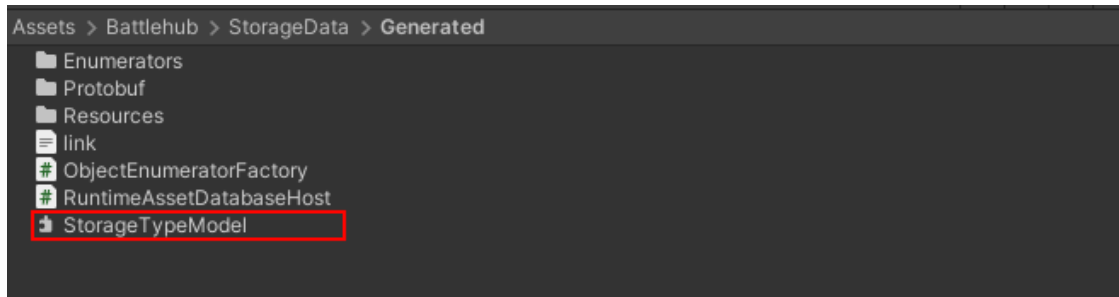 Assets > Battlehub > StorageData > Generated
Enumerators
Protobuf
Resources
link
# ObjectEnumeratorFactory
# RuntimeAssetDatabaseHost
StorageTypeModel